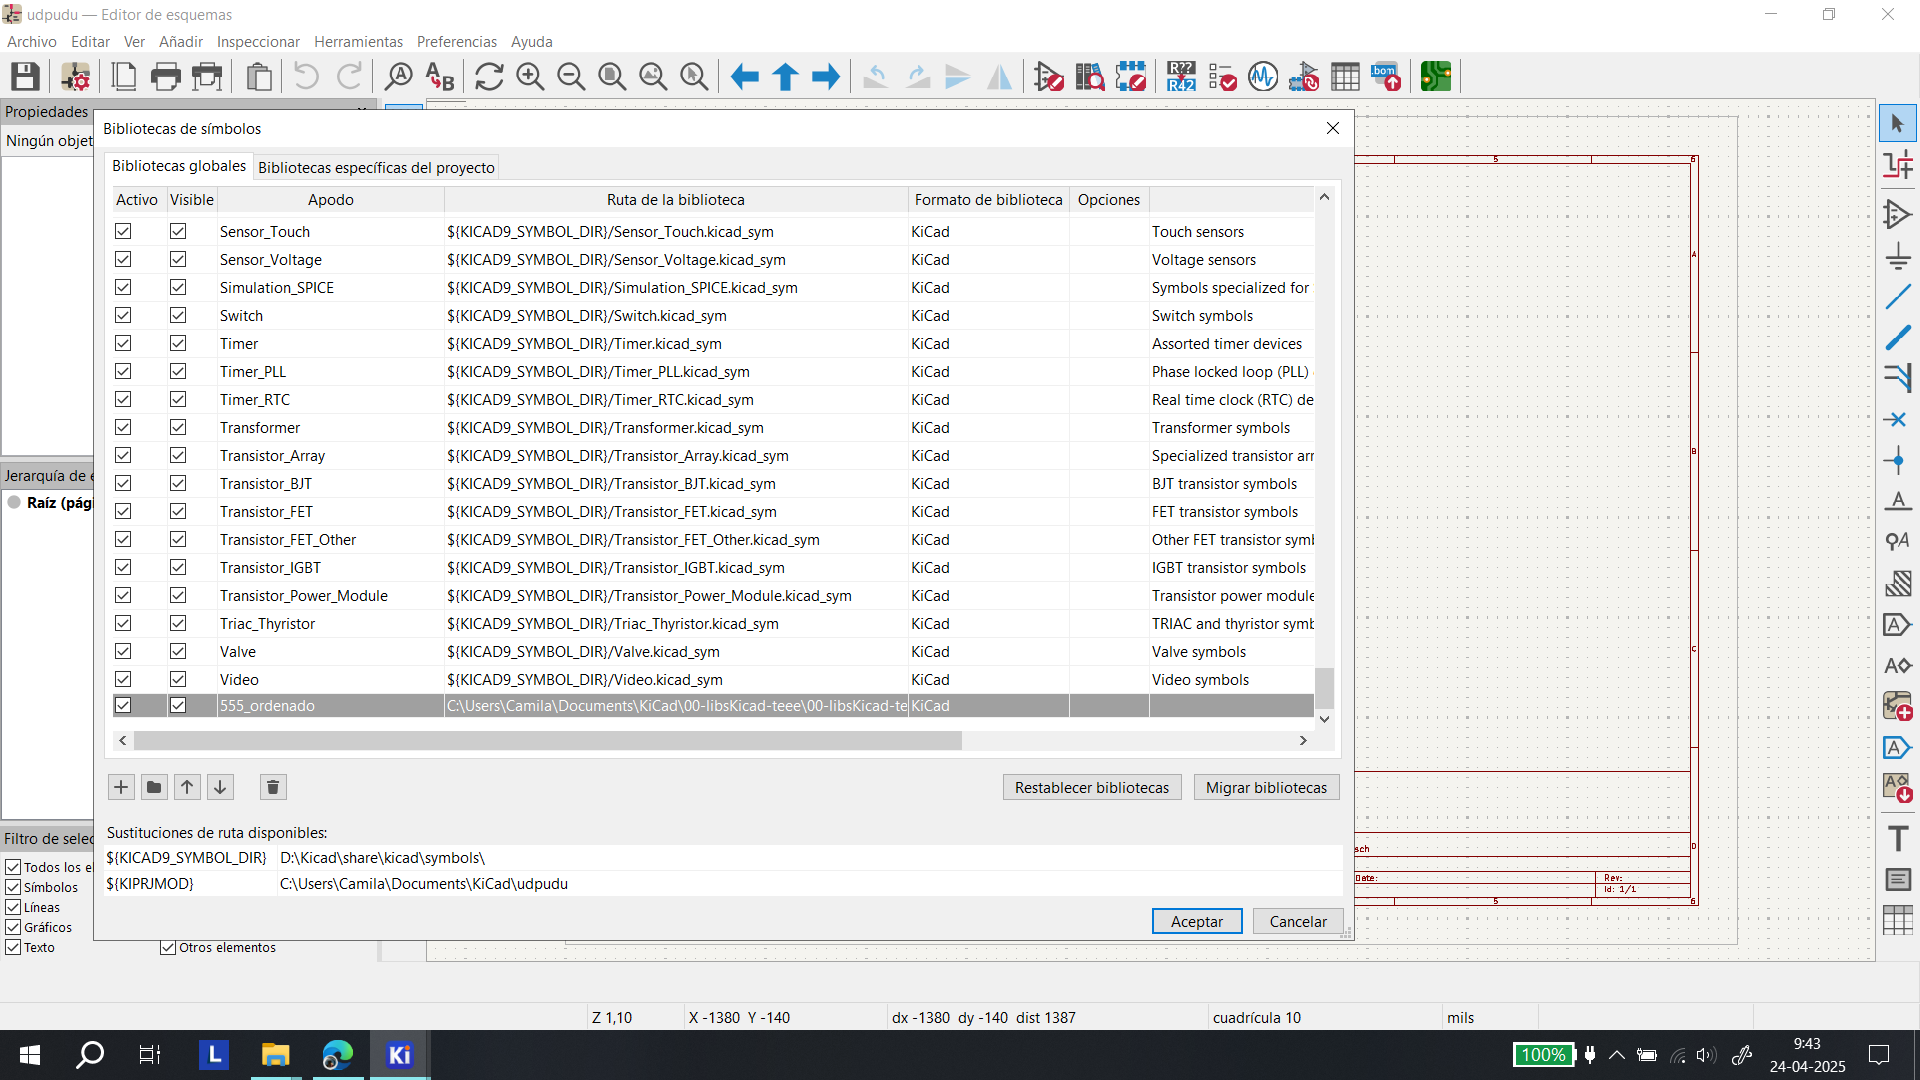 udpudu — Editor de esquemas
Archivo Editar Ver Añadir Inspeccionar Herramientas Preferencias Ayuda
Propiedades
Ningún objet
Bibliotecas de símbolos
Bibliotecas globales Bibliotecas específicas del proyecto
Activo Visible Apodo Ruta de la biblioteca Formato de biblioteca Opciones
Sensor_Touch ${KICAD9_SYMBOL_DIR}/Sensor_Touch.kicad_sym KiCad Touch sensors
Sensor_Voltage ${KICAD9_SYMBOL_DIR}/Sensor_Voltage.kicad_sym KiCad Voltage sensors
Simulation_SPICE ${KICAD9_SYMBOL_DIR}/Simulation_SPICE.kicad_sym KiCad Symbols specialized for
Switch ${KICAD9_SYMBOL_DIR}/Switch.kicad_sym KiCad Switch symbols
Timer ${KICAD9_SYMBOL_DIR}/Timer.kicad_sym KiCad Assorted timer devices
Timer_PLL ${KICAD9_SYMBOL_DIR}/Timer_PLL.kicad_sym KiCad Phase locked loop (PLL)
Timer_RTC ${KICAD9_SYMBOL_DIR}/Timer_RTC.kicad_sym KiCad Real time clock (RTC) de
Transformer ${KICAD9_SYMBOL_DIR}/Transformer.kicad_sym KiCad Transformer symbols
Transistor_Array ${KICAD9_SYMBOL_DIR}/Transistor_Array.kicad_sym KiCad Specialized transistor arr
Transistor_BJT ${KICAD9_SYMBOL_DIR}/Transistor_BJT.kicad_sym KiCad BJT transistor symbols
Transistor_FET ${KICAD9_SYMBOL_DIR}/Transistor_FET.kicad_sym KiCad FET transistor symbols
Transistor_FET_Other ${KICAD9_SYMBOL_DIR}/Transistor_FET_Other.kicad_sym KiCad Other FET transistor symb
Transistor_IGBT ${KICAD9_SYMBOL_DIR}/Transistor_IGBT.kicad_sym KiCad IGBT transistor symbols
Transistor_Power_Module ${KICAD9_SYMBOL_DIR}/Transistor_Power_Module.kicad_sym KiCad Transistor power module
Triac_Thyristor ${KICAD9_SYMBOL_DIR}/Triac_Thyristor.kicad_sym KiCad TRIAC and thyristor symb
Valve ${KICAD9_SYMBOL_DIR}/Valve.kicad_sym KiCad Valve symbols
Video ${KICAD9_SYMBOL_DIR}/Video.kicad_sym KiCad Video symbols
555_ordenado C:\Users\Camila\Documents\KiCad\00-libsKicad-teee\00-libsKicad-te KiCad
Restablecer bibliotecas Migrar bibliotecas
Sustituciones de ruta disponibles:
${KICAD9_SYMBOL_DIR} D:\Kicad\share\kicad\symbols\
${KIPRJMOD} C:\Users\Camila\Documents\KiCad\udpudu
Aceptar Cancelar
Jerarquía de e
Raíz (pági
Filtro de selec
Todos los el
Símbolos
Líneas
Gráficos
Texto Otros elementos
5 6
A
B
C
D
sch
Date: Rev:
Id: 1/1
5 6
Z 1,10 X -1380 Y -140 dx -1380 dy -140 dist 1387 cuadrícula 10 mils
L Ki 100% 9:43
24-04-2025